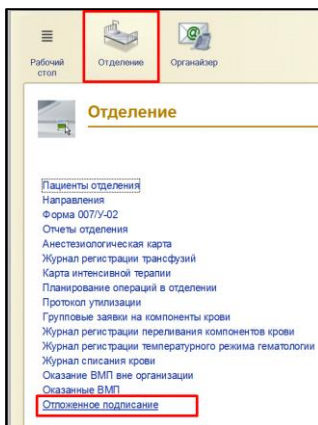 Рабочий стол
Отделение
Органайзер
Отделение
Пациенты отделения
Направления
Форма 007/У-02
Отчеты отделения
Анестезиологическая карта
Журнал регистрации трансфузий
Карта интенсивной терапии
Планирование операций в отделении
Протокол утилизации
Групповые заявки на компоненты крови
Журнал регистрации переливания компонентов крови
Журнал регистрации температурного режима гематологии
Журнал списания крови
Оказание ВМП вне организации
Оказанные ВМП
Отложенное подписание